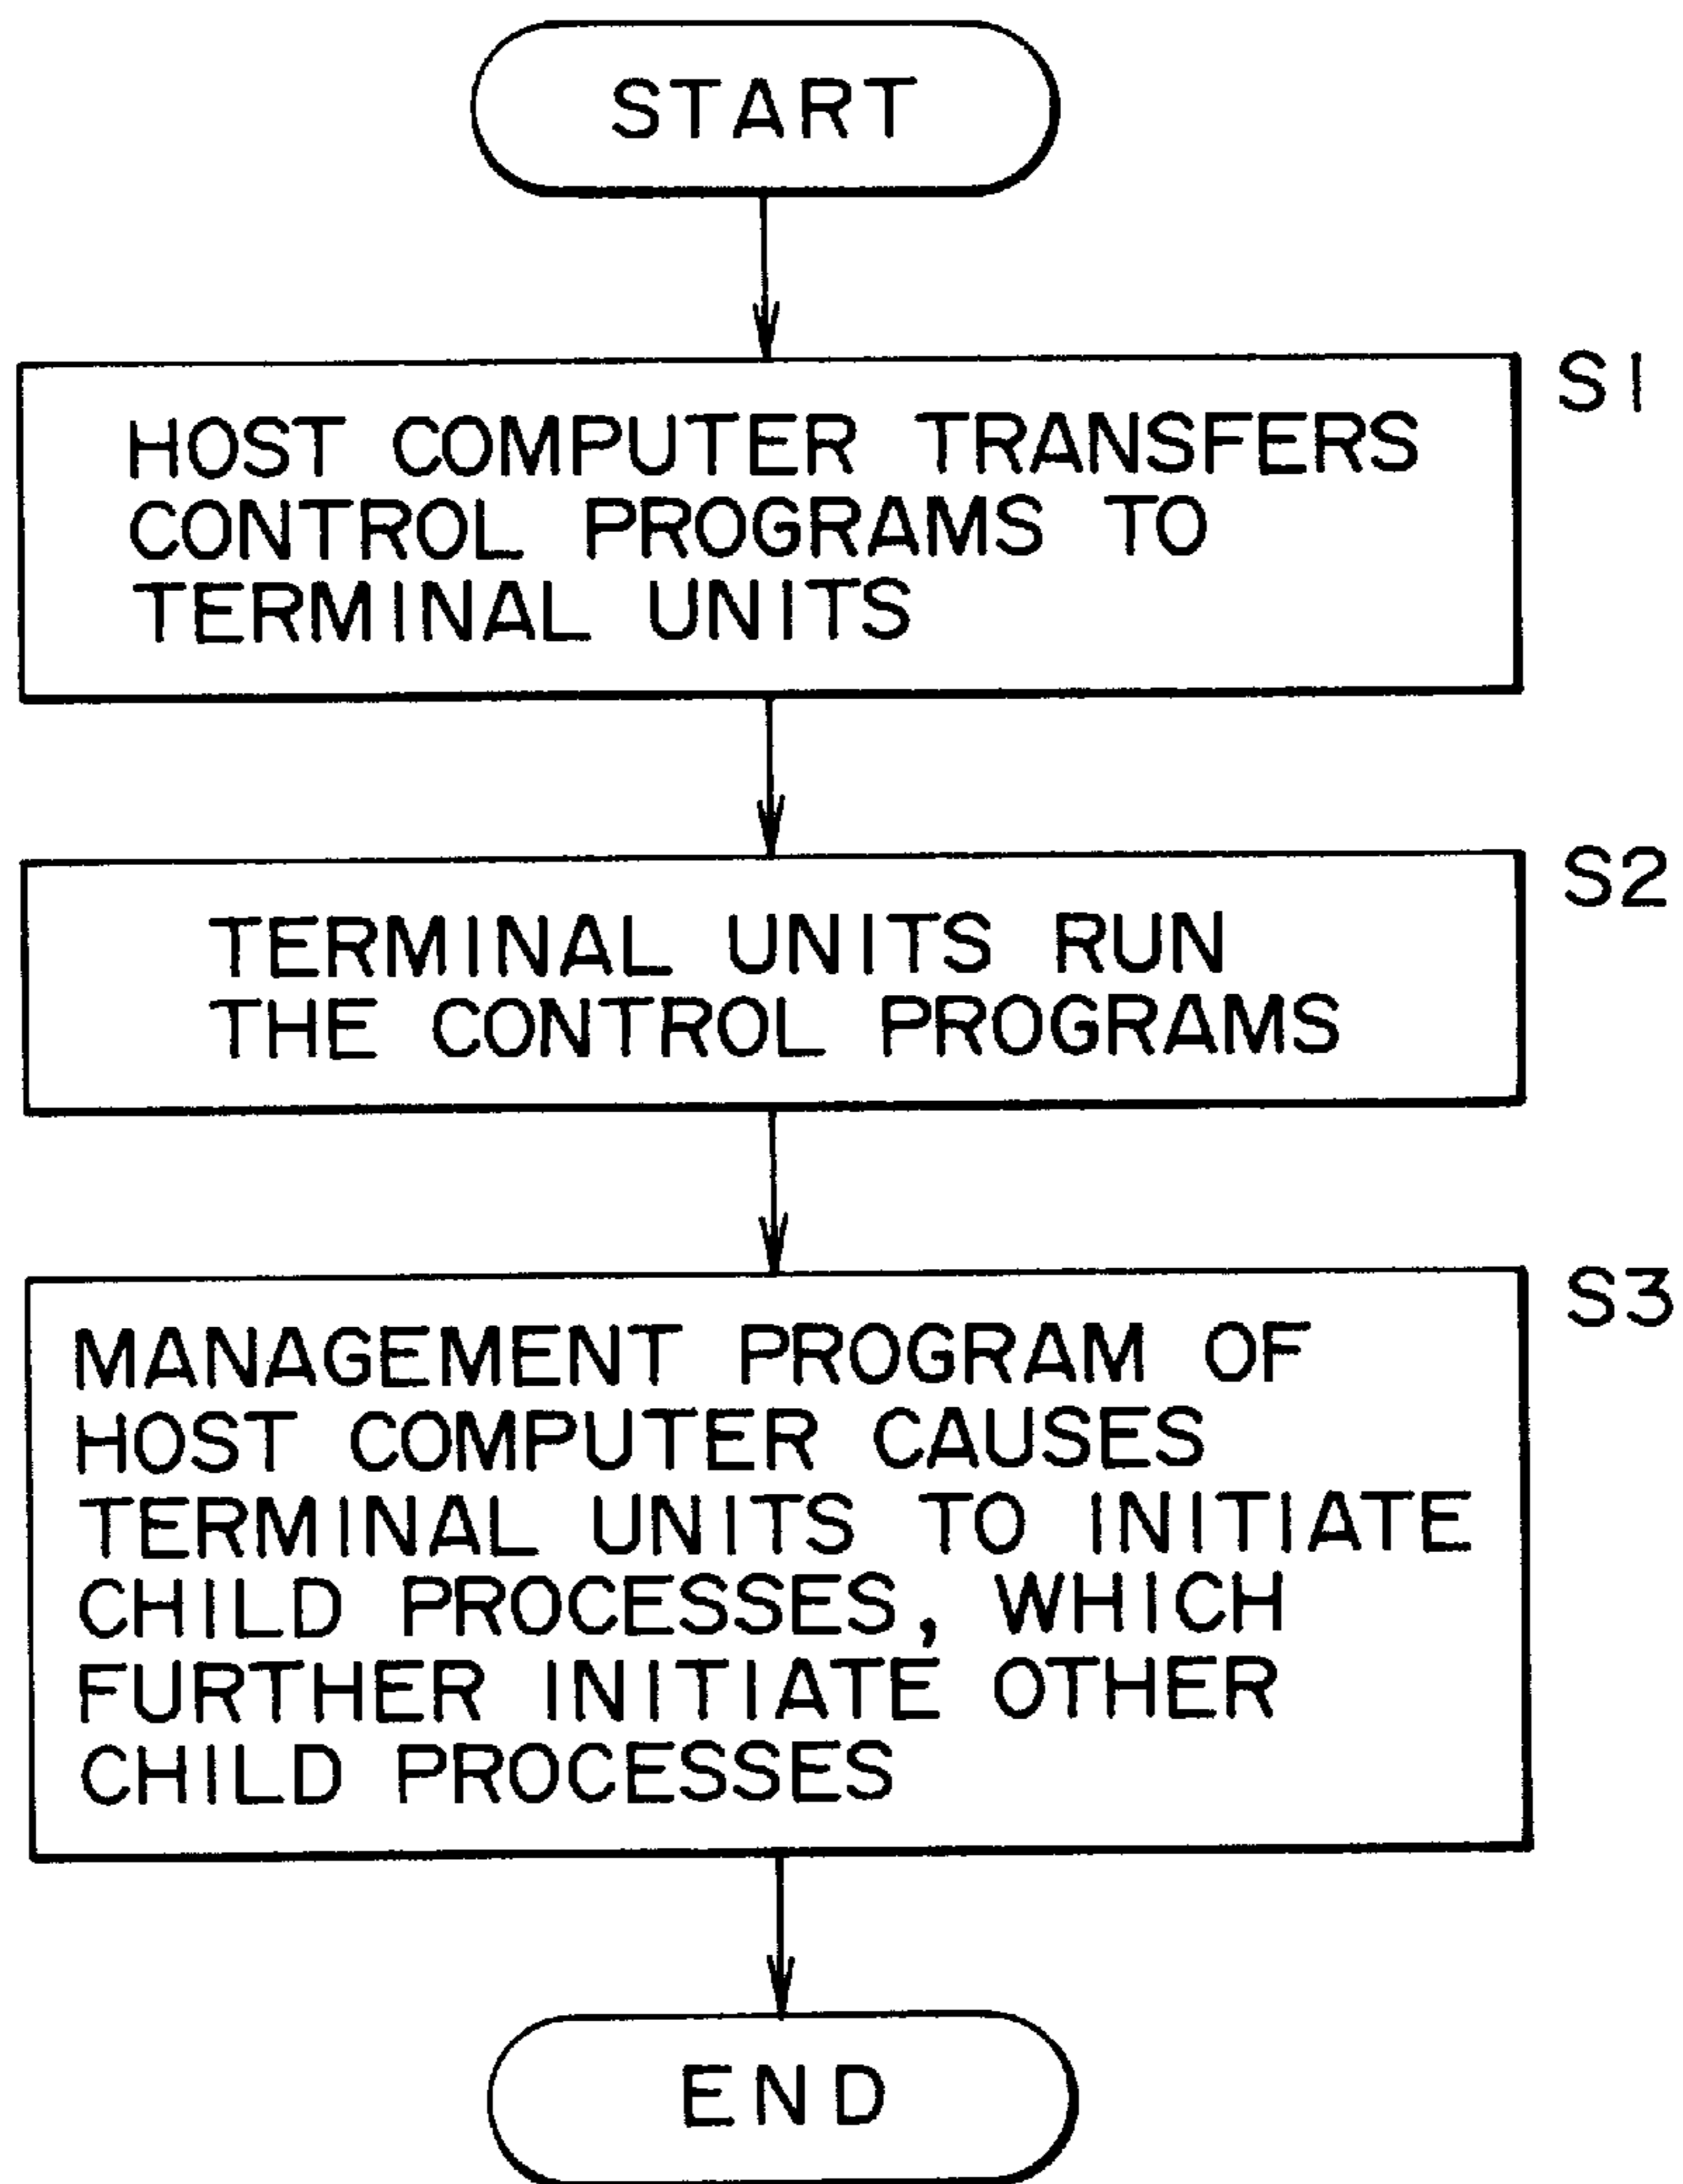 START
S1
HOST COMPUTER TRANSFERS
CONTROL PROGRAMS TO
TERMINAL UNITS
S2
TERMINAL UNITS RUN
THE CONTROL PROGRAMS
S3
MANAGEMENT PROGRAM OF
HOST COMPUTER CAUSES
TERMINAL UNITS TO INITIATE
CHILD PROCESSES, WHICH
FURTHER INITIATE OTHER
CHILD PROCESSES
END